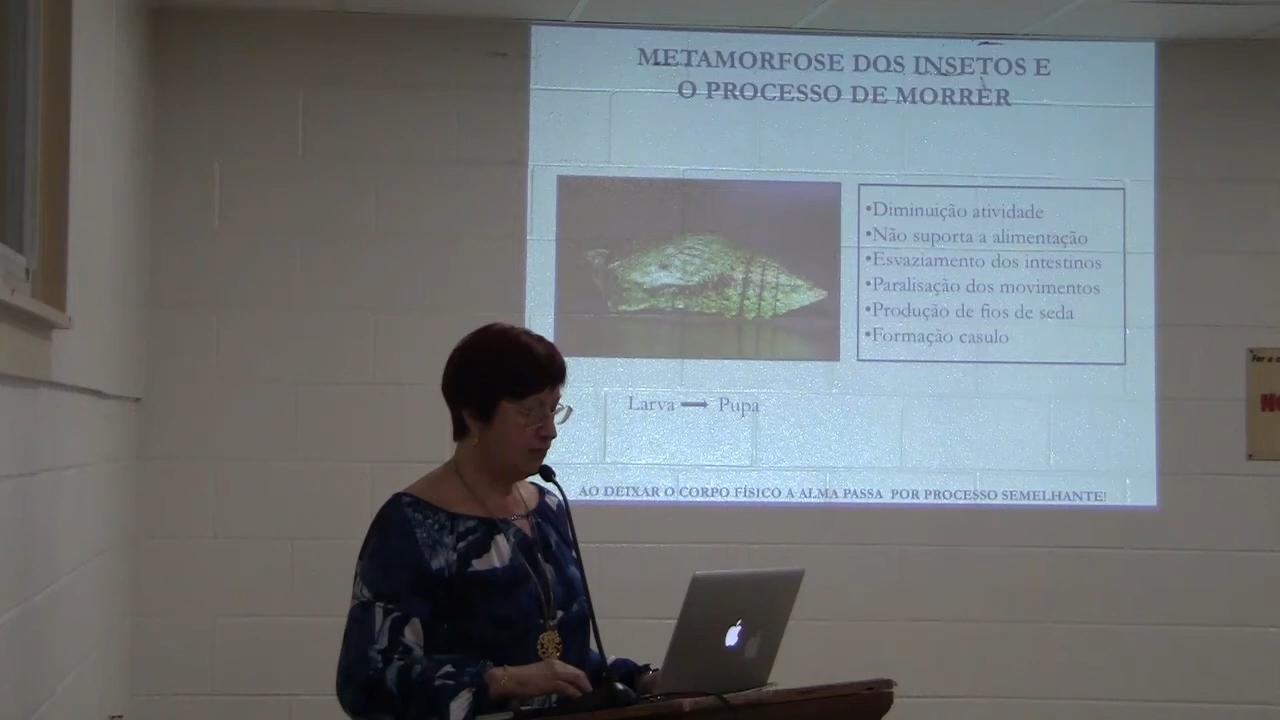 METAMORFOSE DOS INSETOS E
O PROCESSO DE MORRER
•Diminuição atividade
•Não suporta a alimentação
•Esvaziamento dos intestinos
•Paralisação dos movimentos
•Produção de fios de seda
•Formação casulo
Larva Pupa
AO DEIXAR O CORPO FÍSICO A ALMA PASSA POR PROCESSO SEMELHANTE!
For a